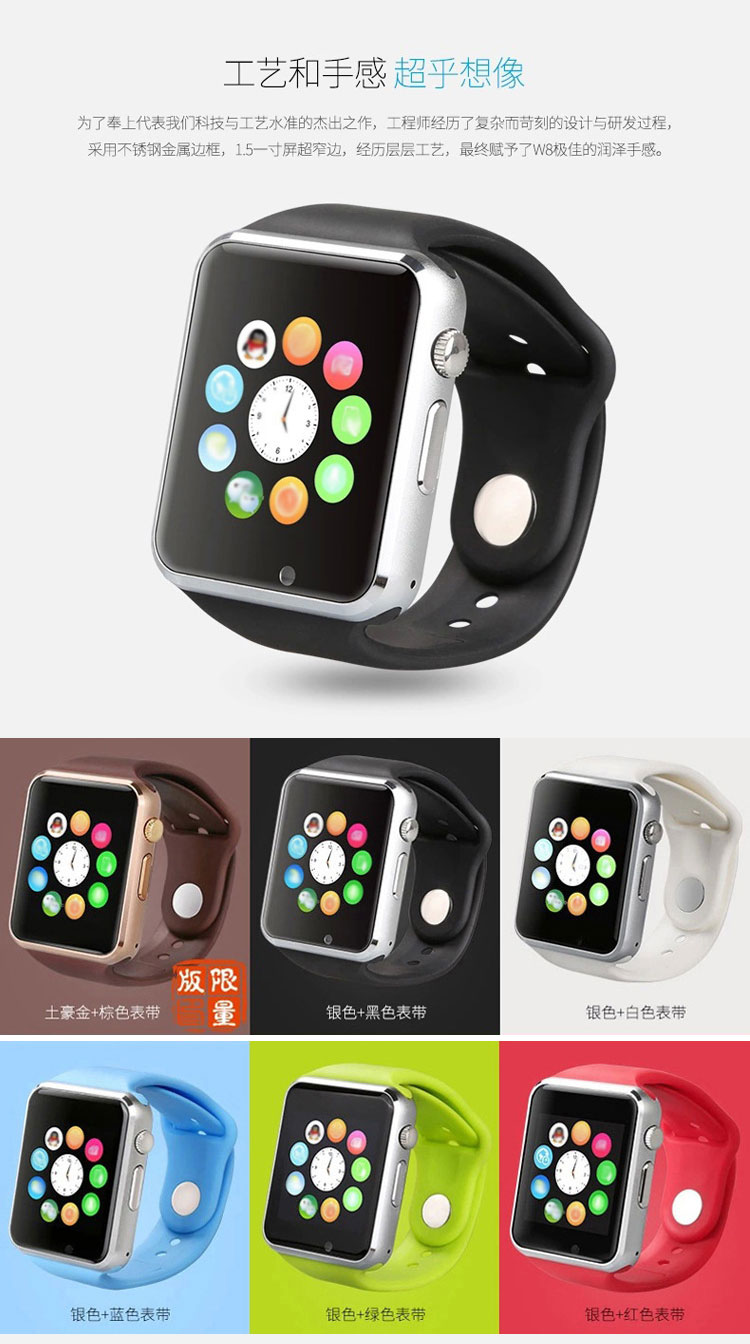 工艺和手感 超乎想像
为了奉上代表我们科技与工艺水准的杰出之作，工程师经历了复杂而苛刻的设计与研发过程，
采用不锈钢金属边框，1.5一寸屏超窄边，经历层层工艺，最终赋予了W8极佳的润泽手感。
12
3
6
9
限量版
土豪金+棕色表带
银色+黑色表带
银色+白色表带
银色+蓝色表带
银色+绿色表带
银色+红色表带